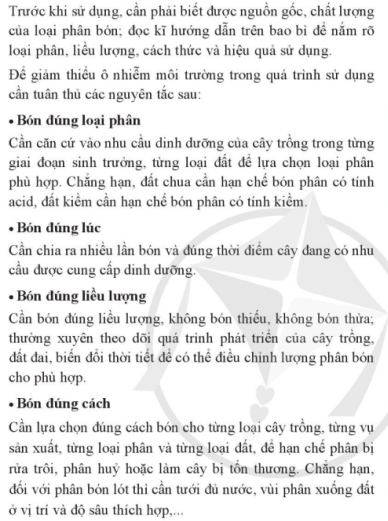 Trước khi sử dụng, cần phải biết được nguồn gốc, chất lượng
của loại phân bón; đọc kĩ hướng dẫn trên bao bì để nắm rõ
loại phân, liều lượng, cách thức và hiệu quả sử dụng.
Để giảm thiểu ô nhiễm môi trường trong quá trình sử dụng
cần tuân thủ các nguyên tắc sau:
• Bón đúng loại phân
Cần căn cứ vào nhu cầu dinh dưỡng của cây trồng trong từng
giai đoạn sinh trưởng, từng loại đất để lựa chọn loại phân
phù hợp. Chẳng hạn, đất chua cần hạn chế bón phân có tính
acid, đất kiềm cần hạn chế bón phân có tính kiềm.
• Bón đúng lúc
Cần chia ra nhiều lần bón và đúng thời điểm cây đang có nhu
cầu được cung cấp dinh dưỡng.
• Bón đúng liều lượng
Cần bón đúng liều lượng, không bón thiếu, không bón thừa;
thường xuyên theo dõi quá trình phát triển của cây trồng,
đất đai, biến đổi thời tiết để có thể điều chỉnh lượng phân bón
cho phù hợp.
• Bón đúng cách
Cần lựa chọn đúng cách bón cho từng loại cây trồng, từng vụ
sản xuất, từng loại phân và từng loại đất, để hạn chế phân bị
rửa trôi, phân huỷ hoặc làm cây bị tổn thương. Chẳng hạn,
đối với phân bón lót thì cần tưới đủ nước, vùi phân xuống đất
ở vị trí và độ sâu thích hợp,...